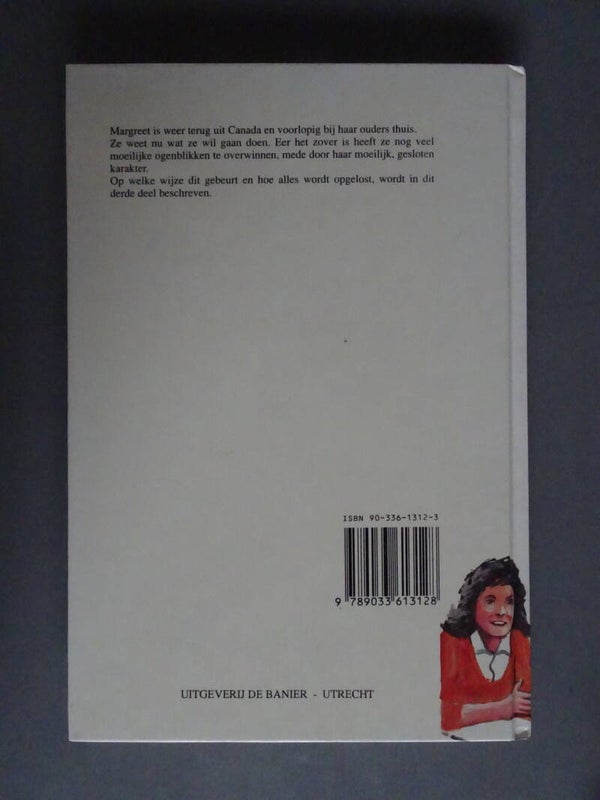 Margreet is weer terug uit Canada en voorlopig bij haar ouders thuis.
Ze weet nu wat ze wil gaan doen. Eer het zover is heeft ze nog veel
moeilijke ogenblikken te overwinnen, mede door haar moeilijk, gesloten
karakter.
Op welke wijze dit gebeurt en hoe alles wordt opgelost, wordt in dit
derde deel beschreven.
ISBN 90-336-1312-3
9 789033 613128
UITGEVERIJ DE BANIER - UTRECHT